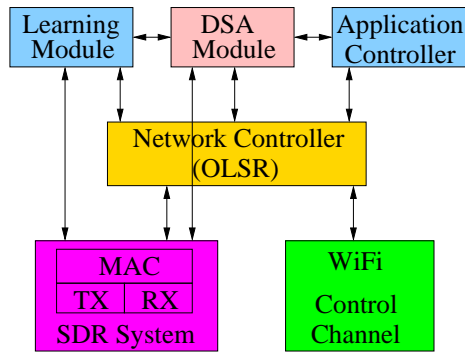 Learning
Module
DSA
Module
Application
Controller
Network Controller
(OLSR)
MAC
TX
RX
SDR System
WiFi
Control
Channel